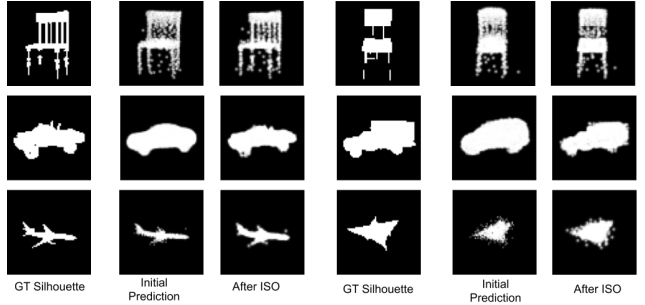 GT Silhouette
Initial
Prediction
After ISO
GT Silhouette
Initial
Prediction
After ISO